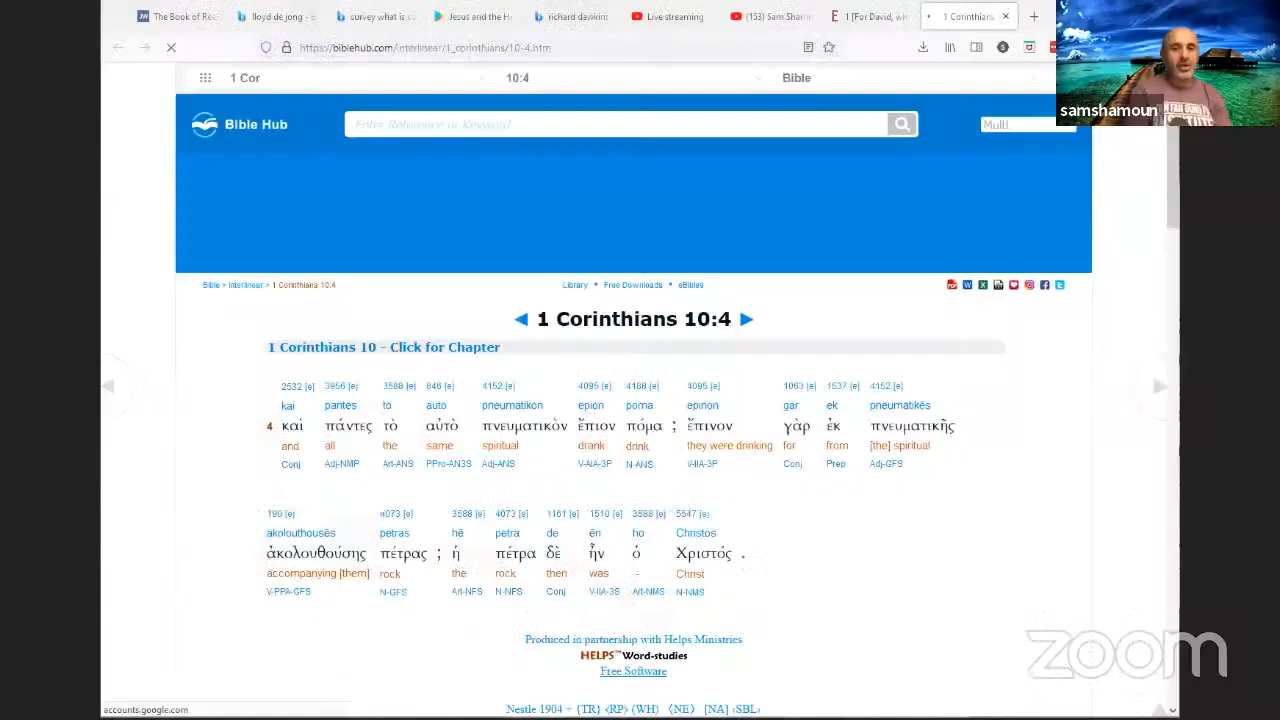 The Book of Re
lloyd de jong - B
survey what is ca
Jesus and the H
richard dawkins
Live streaming
(153) Sam Sham
1 [For David, wh
1 Corinthians
https://biblehub.com/interlinear/1_corinthians/10-4.htm
samshamoun
1 Cor
10:4
Bible
Bible Hub
Enter Reference or Keyword
Multi
Bible > Interlinear > 1 Corinthians 10:4
Library • Free Downloads • eBibles
◄ 1 Corinthians 10:4 ►
1 Corinthians 10 - Click for Chapter
2532 [e] 3956 [e] 3588 [e] 846 [e] 4152 [e] 4095 [e] 4188 [e] 4095 [e] 1063 [e] 1537 [e] 4152 [e]
kai pantes to auto pneumatikon epion poma epinon gar ek pneumatikēs
4 καὶ πάντες τὸ αὐτὸ πνευματικὸν ἔπιον πόμα ; ἔπινον γὰρ ἐκ πνευματικῆς
and all the same spiritual drank drink they were drinking for from [the] spiritual
Conj Adj-NMP Art-ANS PPro-AN3S Adj-ANS V-AIA-3P N-ANS V-IIA-3P Conj Prep Adj-GFS
190 [e] 4073 [e] 3588 [e] 4073 [e] 1161 [e] 1510 [e] 3588 [e] 5547 [e]
akolouthousēs petras hē petra de ēn ho Christos
ἀκολουθούσης πέτρας ; ἡ πέτρα δὲ ἦν ὁ Χριστός .
accompanying [them] rock the rock then was - Christ
V-PPA-GFS N-GFS Art-NFS N-NFS Conj V-IIA-3S Art-NMS N-NMS
Produced in partnership with Helps Ministries
HELPS™ Word-studies
Free Software
Nestle 1904 + {TR} ⟨RP⟩ (WH) 〈NE〉 [NA] ‹SBL›
accounts.google.com
zoom